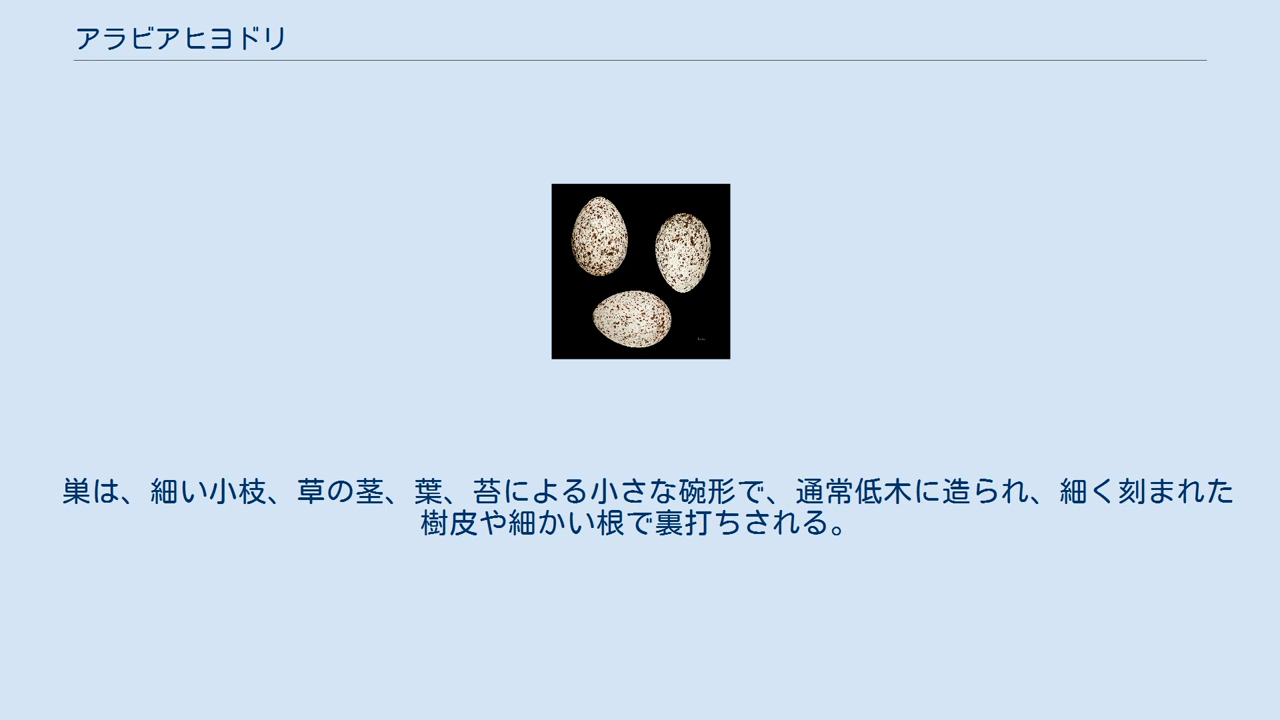 アラビアヒヨドリ
巣は、細い小枝、草の茎、葉、苔による小さな碗形で、通常低木に造られ、細く刻まれた
樹皮や細かい根で裏打ちされる。